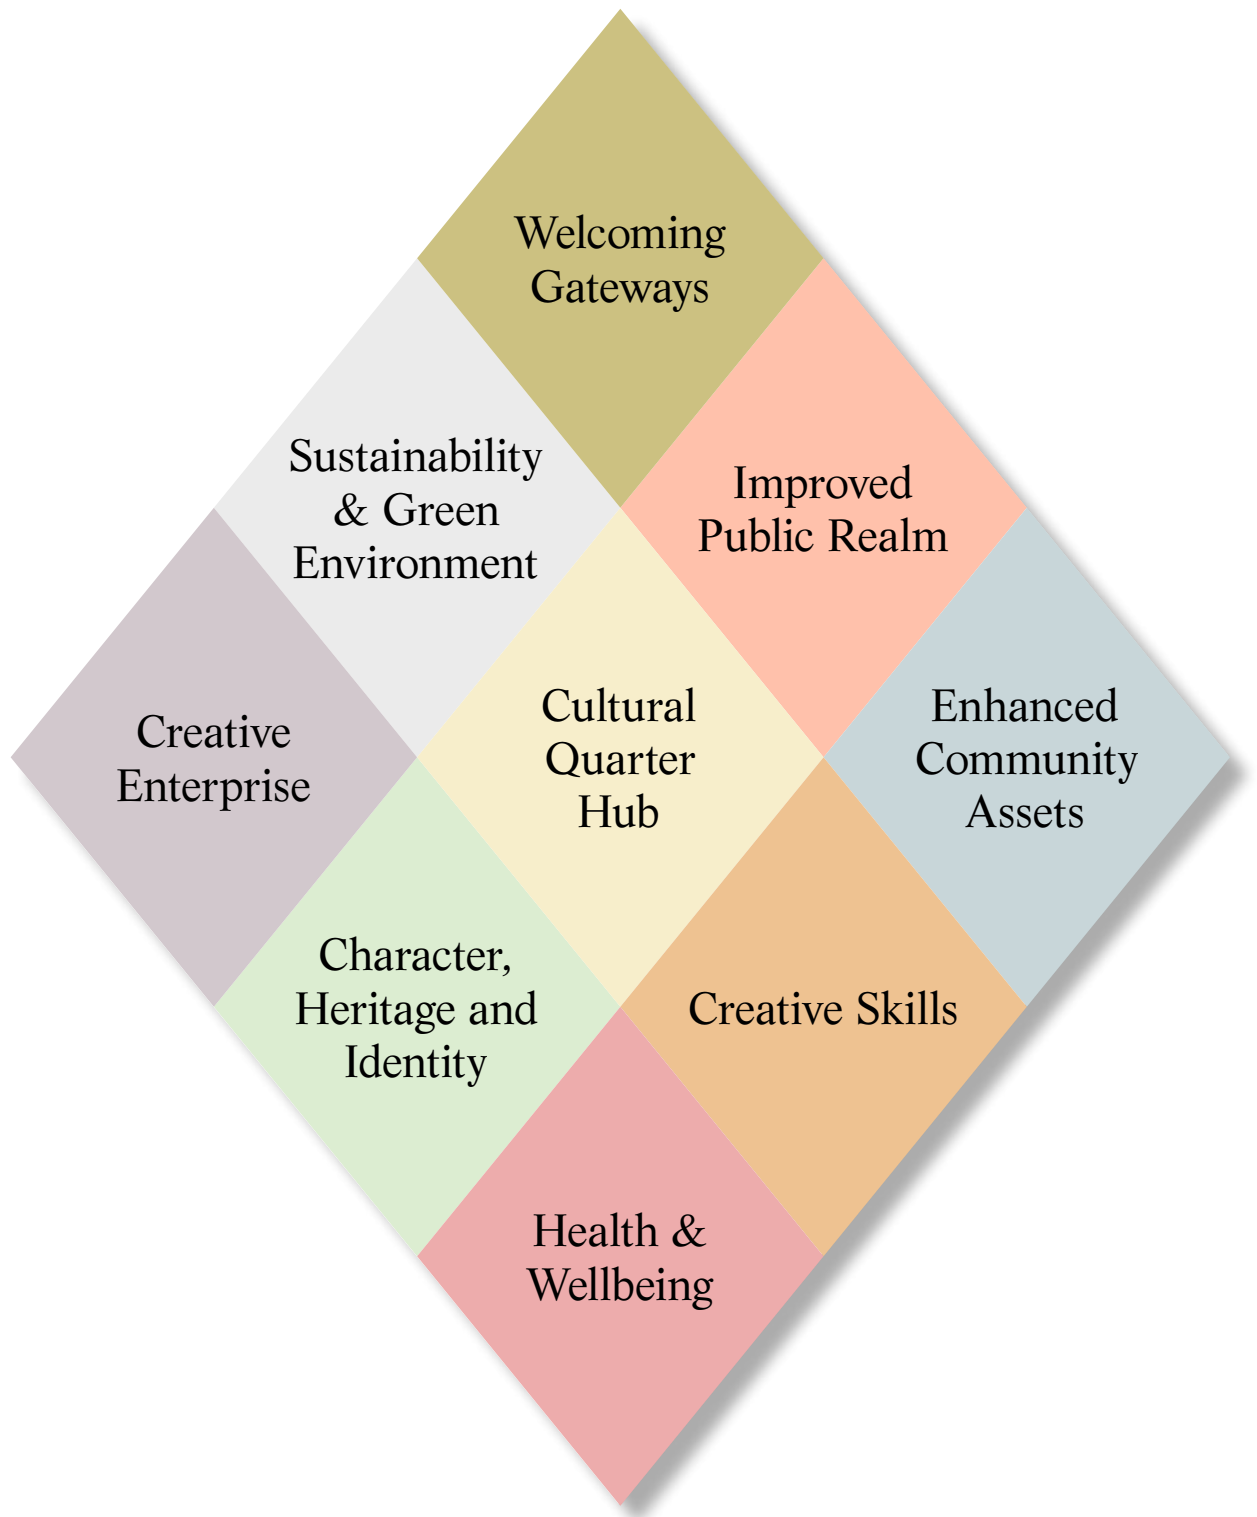 Welcoming
Gateways
Sustainability
& Green
Environment
Improved
Public Realm
Creative
Enterprise
Cultural
Quarter
Hub
Enhanced
Community
Assets
Character,
Heritage and
Identity
Creative Skills
Health &
Wellbeing